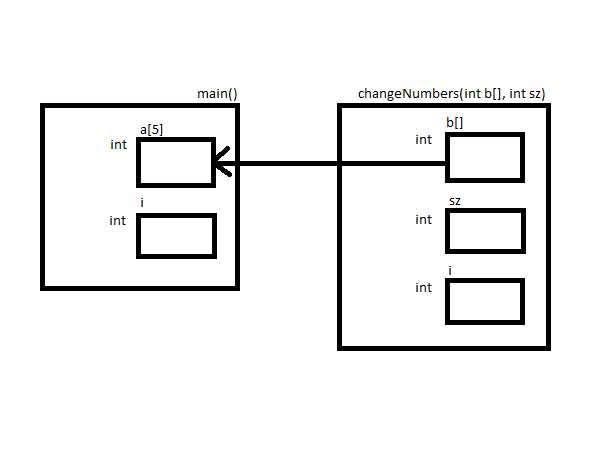 main()
a[5]
int
i
int
changeNumbers(int b[], int sz)
b[]
int
sz
int
i
int